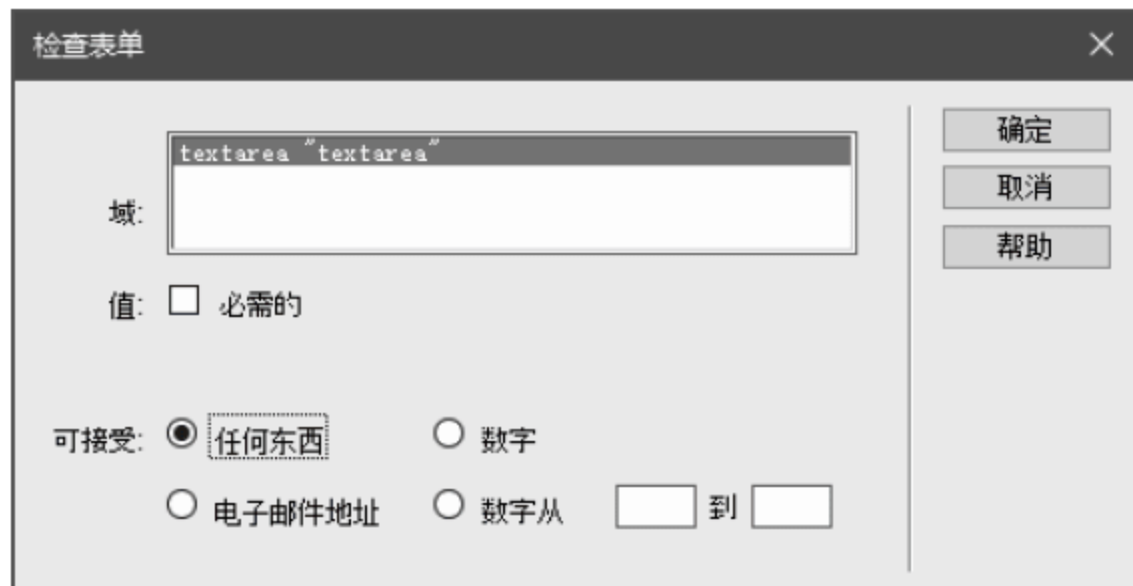 检查表单
textarea "textarea"
域:
值: 必需的
可接受: 任何东西 数字
电子邮件地址 数字从 到
确定
取消
帮助